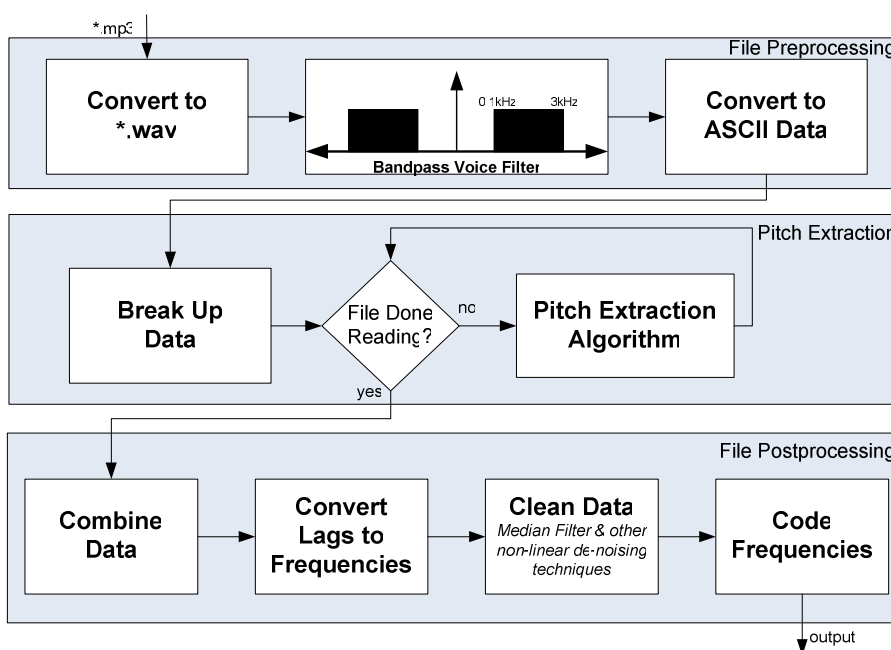 *.mp3
File Preprocessing
Convert to
*.wav
0.1kHz
3kHz
Bandpass Voice Filter
Convert to
ASCII Data
Pitch Extraction
Break Up
Data
File Done
Reading?
no
yes
Pitch Extraction
Algorithm
File Postprocessing
Combine
Data
Convert
Lags to
Frequencies
Clean Data
Median Filter & other
non-linear de-noising
techniques
Code
Frequencies
output